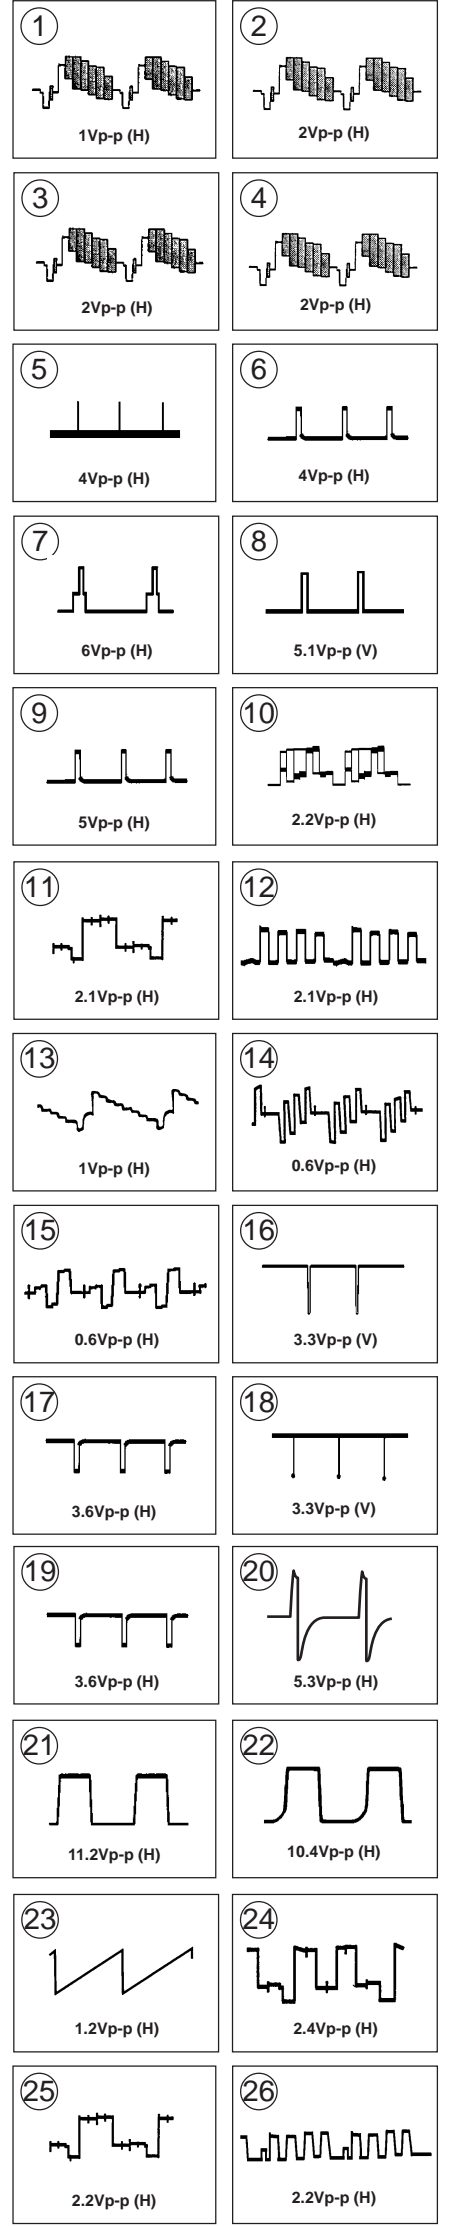 1
1Vp-p (H)
2
2Vp-p (H)
3
2Vp-p (H)
4
2Vp-p (H)
5
4Vp-p (H)
6
4Vp-p (H)
7
6Vp-p (H)
8
5.1Vp-p (V)
9
5Vp-p (H)
10
2.2Vp-p (H)
11
2.1Vp-p (H)
12
2.1Vp-p (H)
13
1Vp-p (H)
14
0.6Vp-p (H)
15
0.6Vp-p (H)
16
3.3Vp-p (V)
17
3.6Vp-p (H)
18
3.3Vp-p (V)
19
3.6Vp-p (H)
20
5.3Vp-p (H)
21
11.2Vp-p (H)
22
10.4Vp-p (H)
23
1.2Vp-p (H)
24
2.4Vp-p (H)
25
2.2Vp-p (H)
26
2.2Vp-p (H)